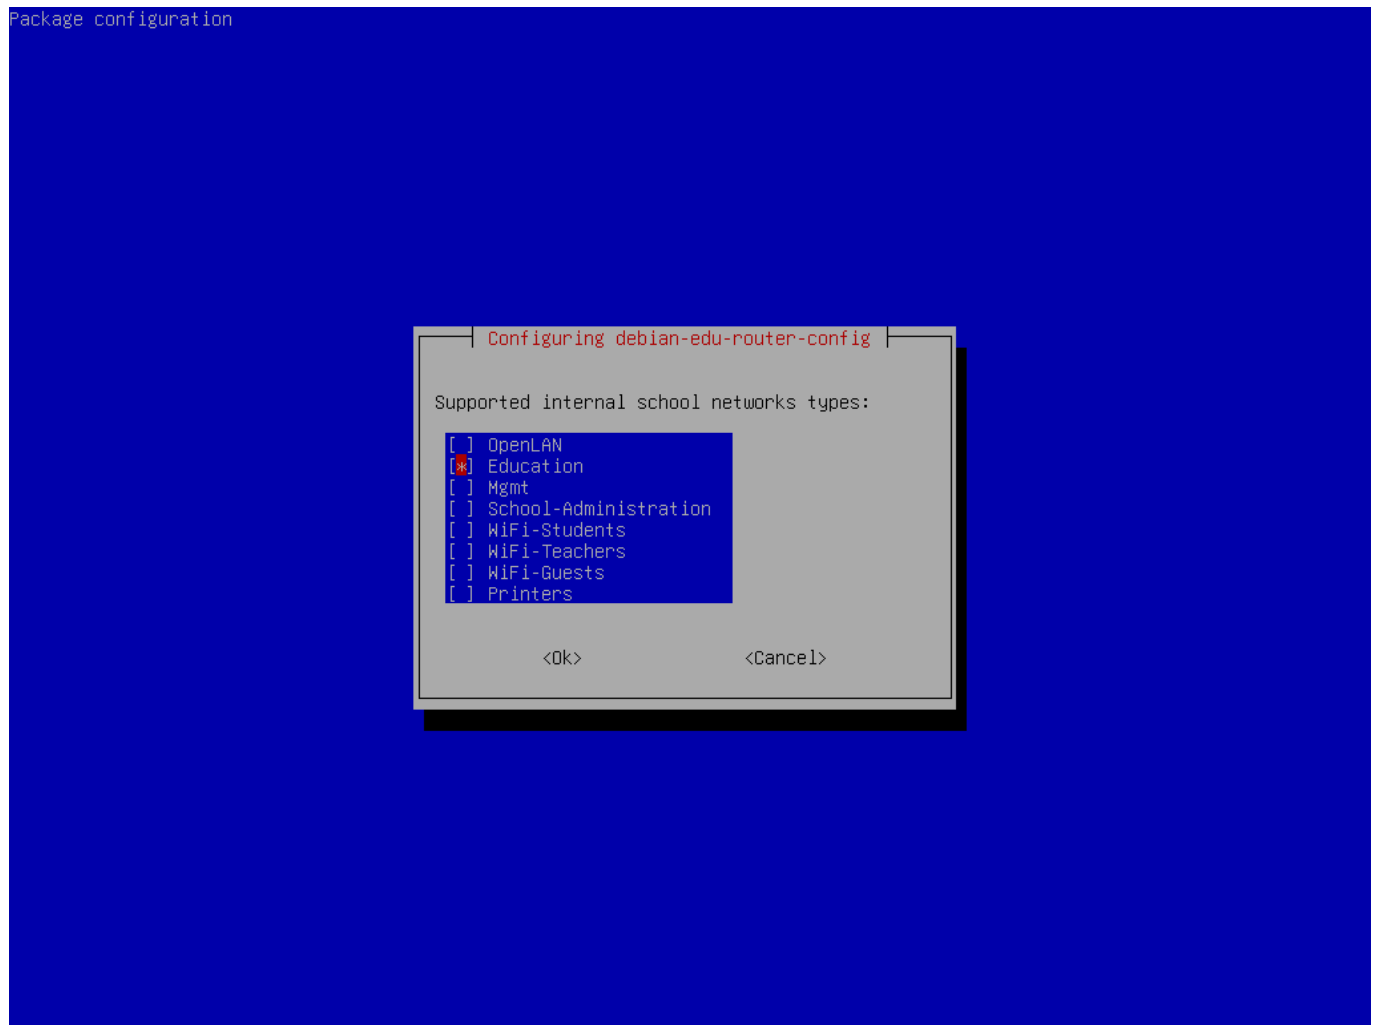 Package configuration
Configuring debian-edu-router-config
Supported internal school networks types:
[ ] OpenLAN
[*] Education
[ ] Mgmt
[ ] School-Administration
[ ] WiFi-Students
[ ] WiFi-Teachers
[ ] WiFi-Guests
[ ] Printers
<Ok> <Cancel>